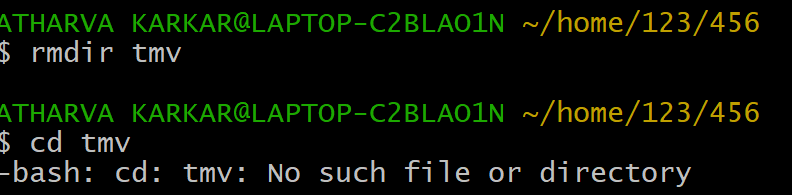 ATHARVA KARKAR@LAPTOP-C2BLAO1N ~/home/123/456
$ rmdir tmv
ATHARVA KARKAR@LAPTOP-C2BLAO1N ~/home/123/456
$ cd tmv
-bash: cd: tmv: No such file or directory